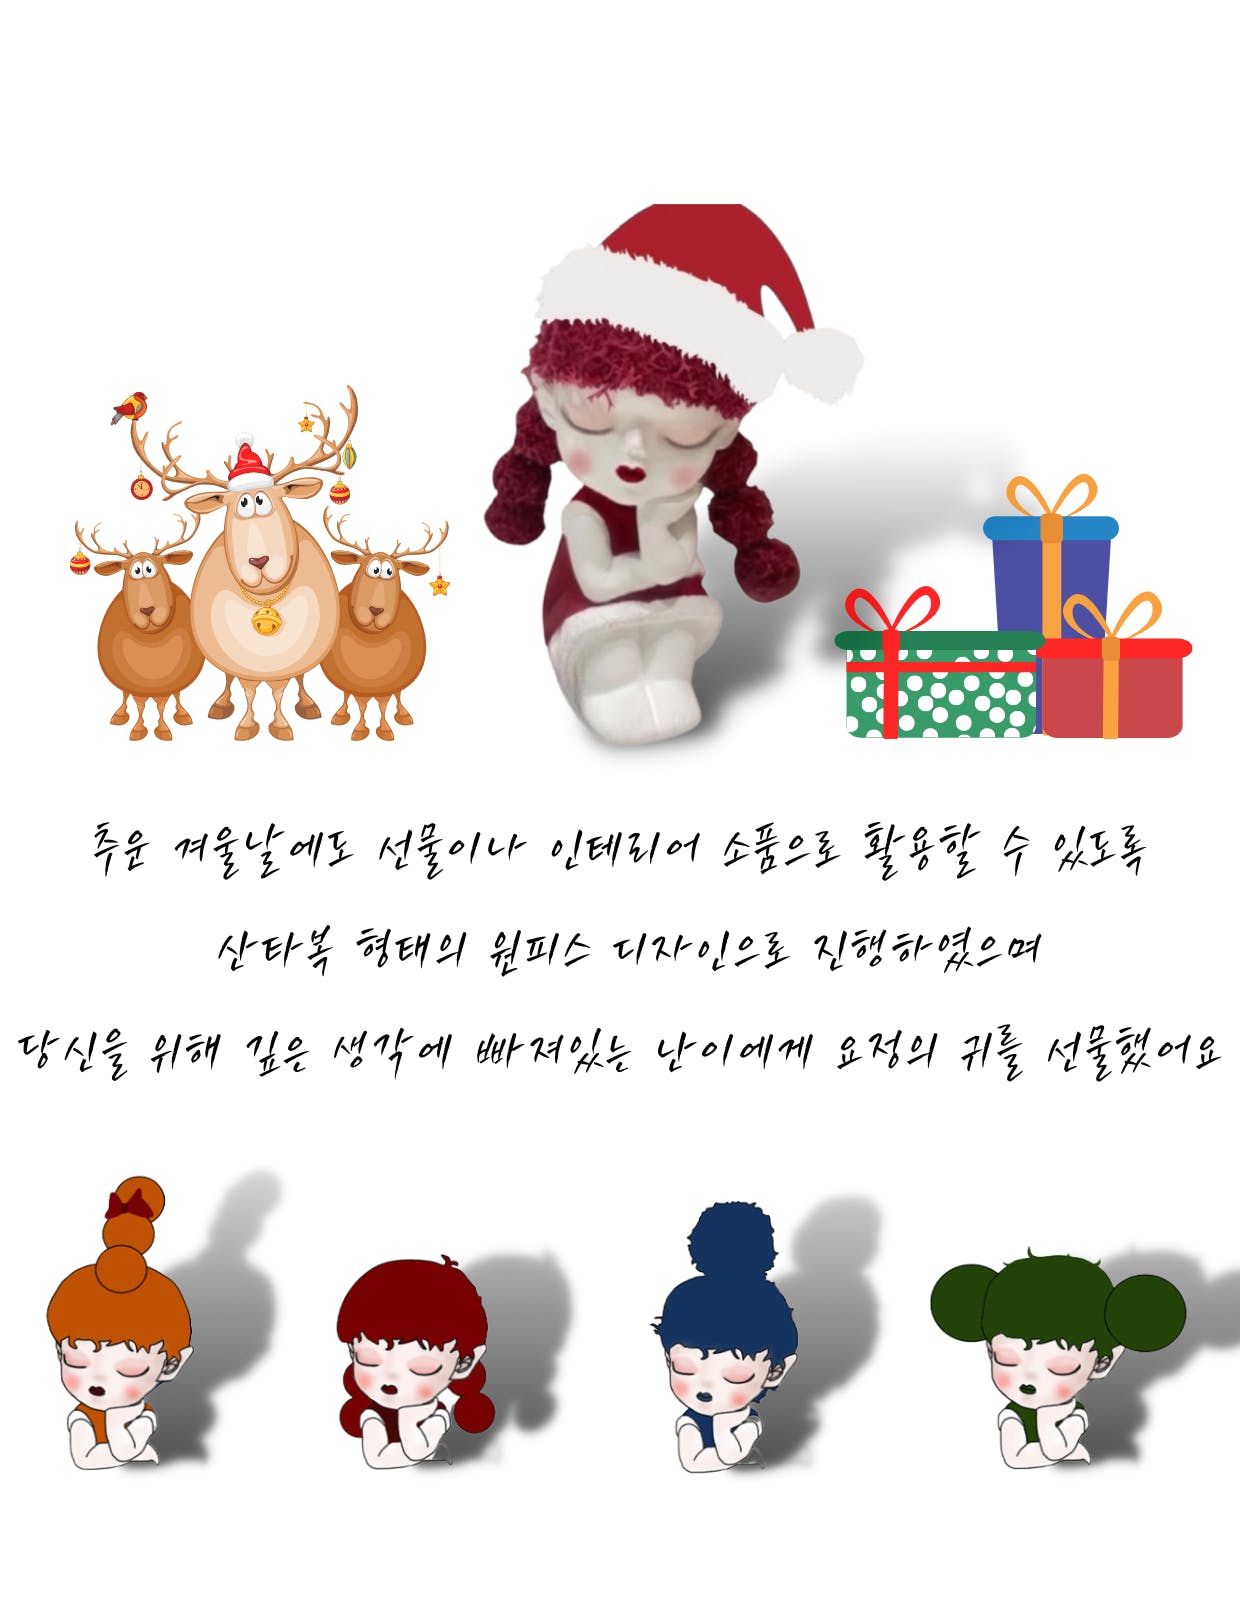 추운 겨울날에도 선물이나 인테리어 소품으로 활용할 수 있도록
산타복 형태의 원피스 디자인으로 진행하였으며
당신을 위해 깊은 생각에 빠져있는 난이에게 요정의 귀를 선물했어요